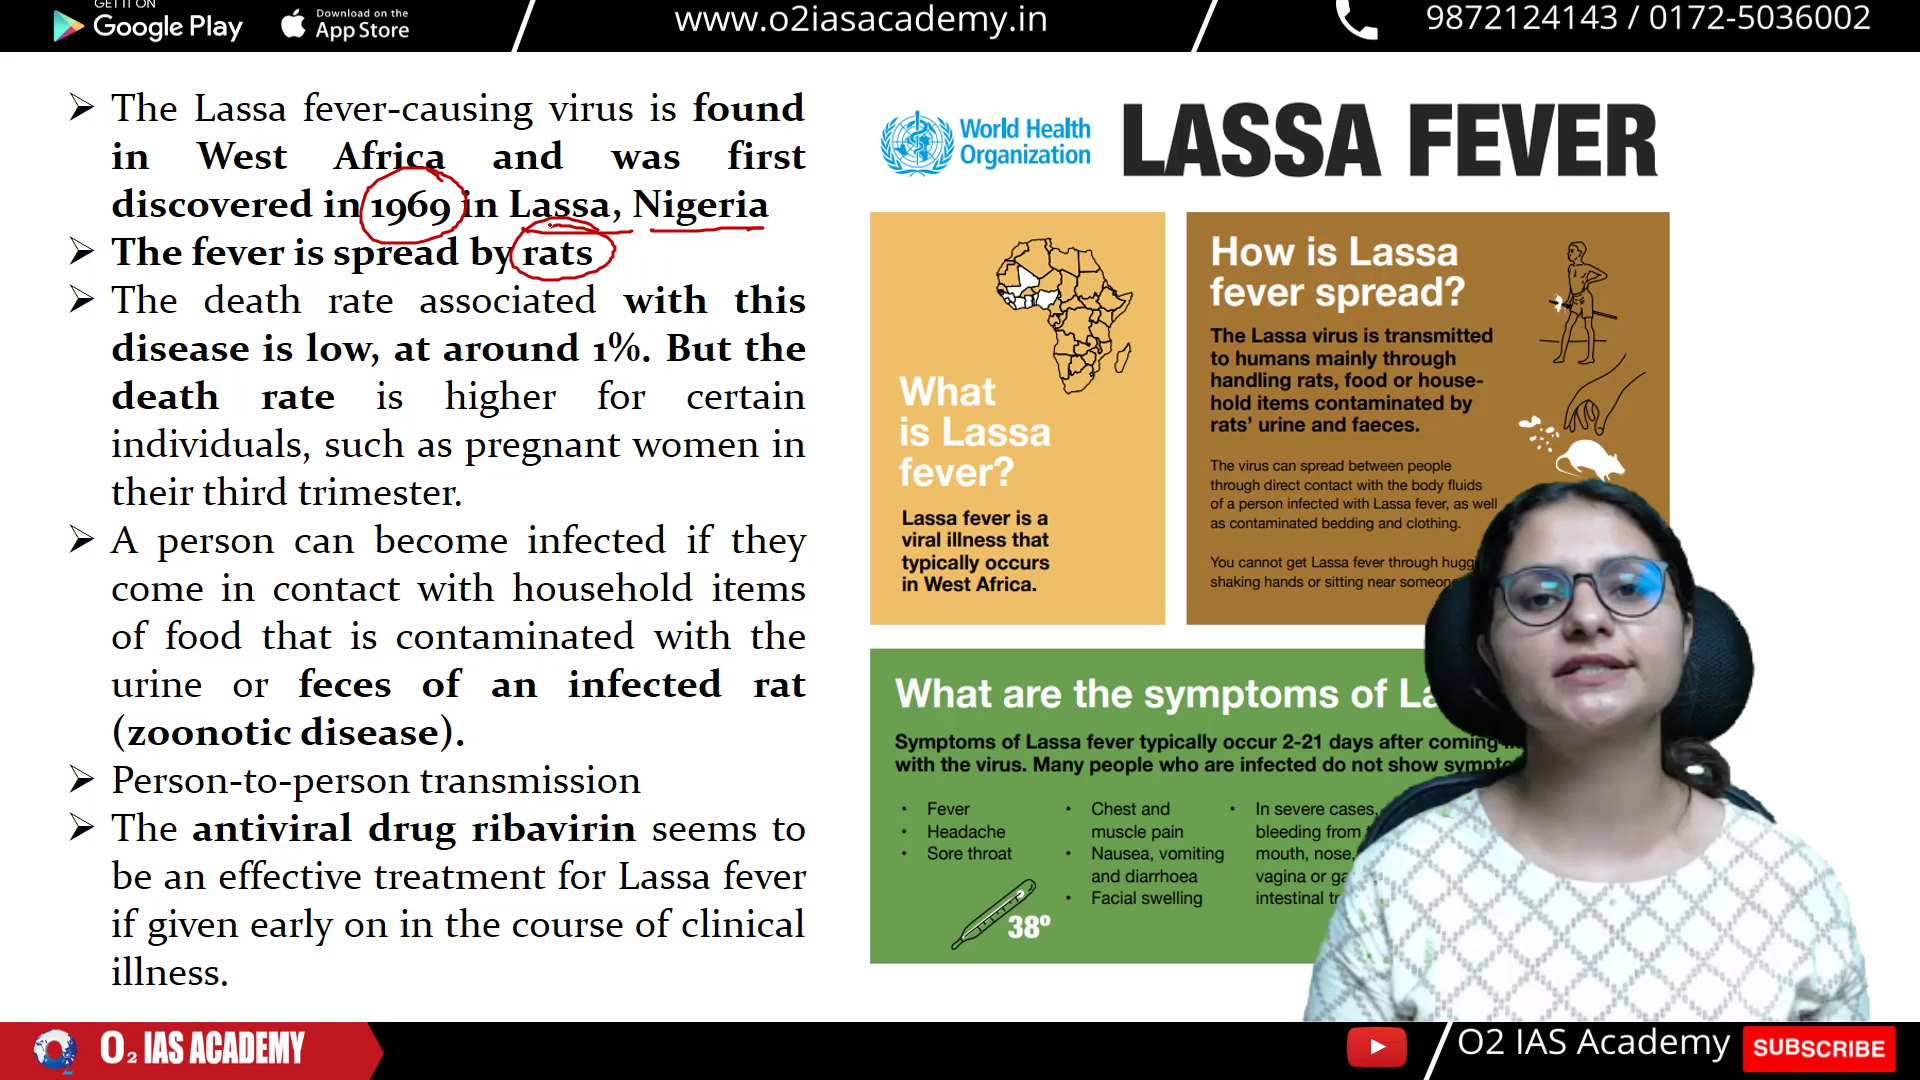 GET IT ON
Google Play
Download on the
App Store
www.o2iasacademy.in
9872124143 / 0172-5036002
➢ The Lassa fever-causing virus is found
in West Africa and was first
discovered in 1969 in Lassa, Nigeria
➢ The fever is spread by rats
➢ The death rate associated with this
disease is low, at around 1%. But the
death rate is higher for certain
individuals, such as pregnant women in
their third trimester.
➢ A person can become infected if they
come in contact with household items
of food that is contaminated with the
urine or feces of an infected rat
(zoonotic disease).
➢ Person-to-person transmission
➢ The antiviral drug ribavirin seems to
be an effective treatment for Lassa fever
if given early on in the course of clinical
illness.
World Health
Organization
LASSA FEVER
What
is Lassa
fever?
Lassa fever is a
viral illness that
typically occurs
in West Africa.
How is Lassa
fever spread?
The Lassa virus is transmitted
to humans mainly through
handling rats, food or house-
hold items contaminated by
rats' urine and faeces.
The virus can spread between people
through direct contact with the body fluids
of a person infected with Lassa fever, as well
as contaminated bedding and clothing.
You cannot get Lassa fever through
shaking hands or sitting near
What are the symptoms of
Symptoms of Lassa fever typically occur 2-21 days after coming
with the virus. Many people who are infected do not show
• Fever
• Headache
• Sore throat
38º
• Chest and
muscle pain
• Nausea, vomiting
and diarrhoea
• Facial swelling
• In severe cases,
bleeding from
mouth, nose,
vagina or
intestinal
O2 IAS ACADEMY
O2 IAS Academy
SUBSCRIBE